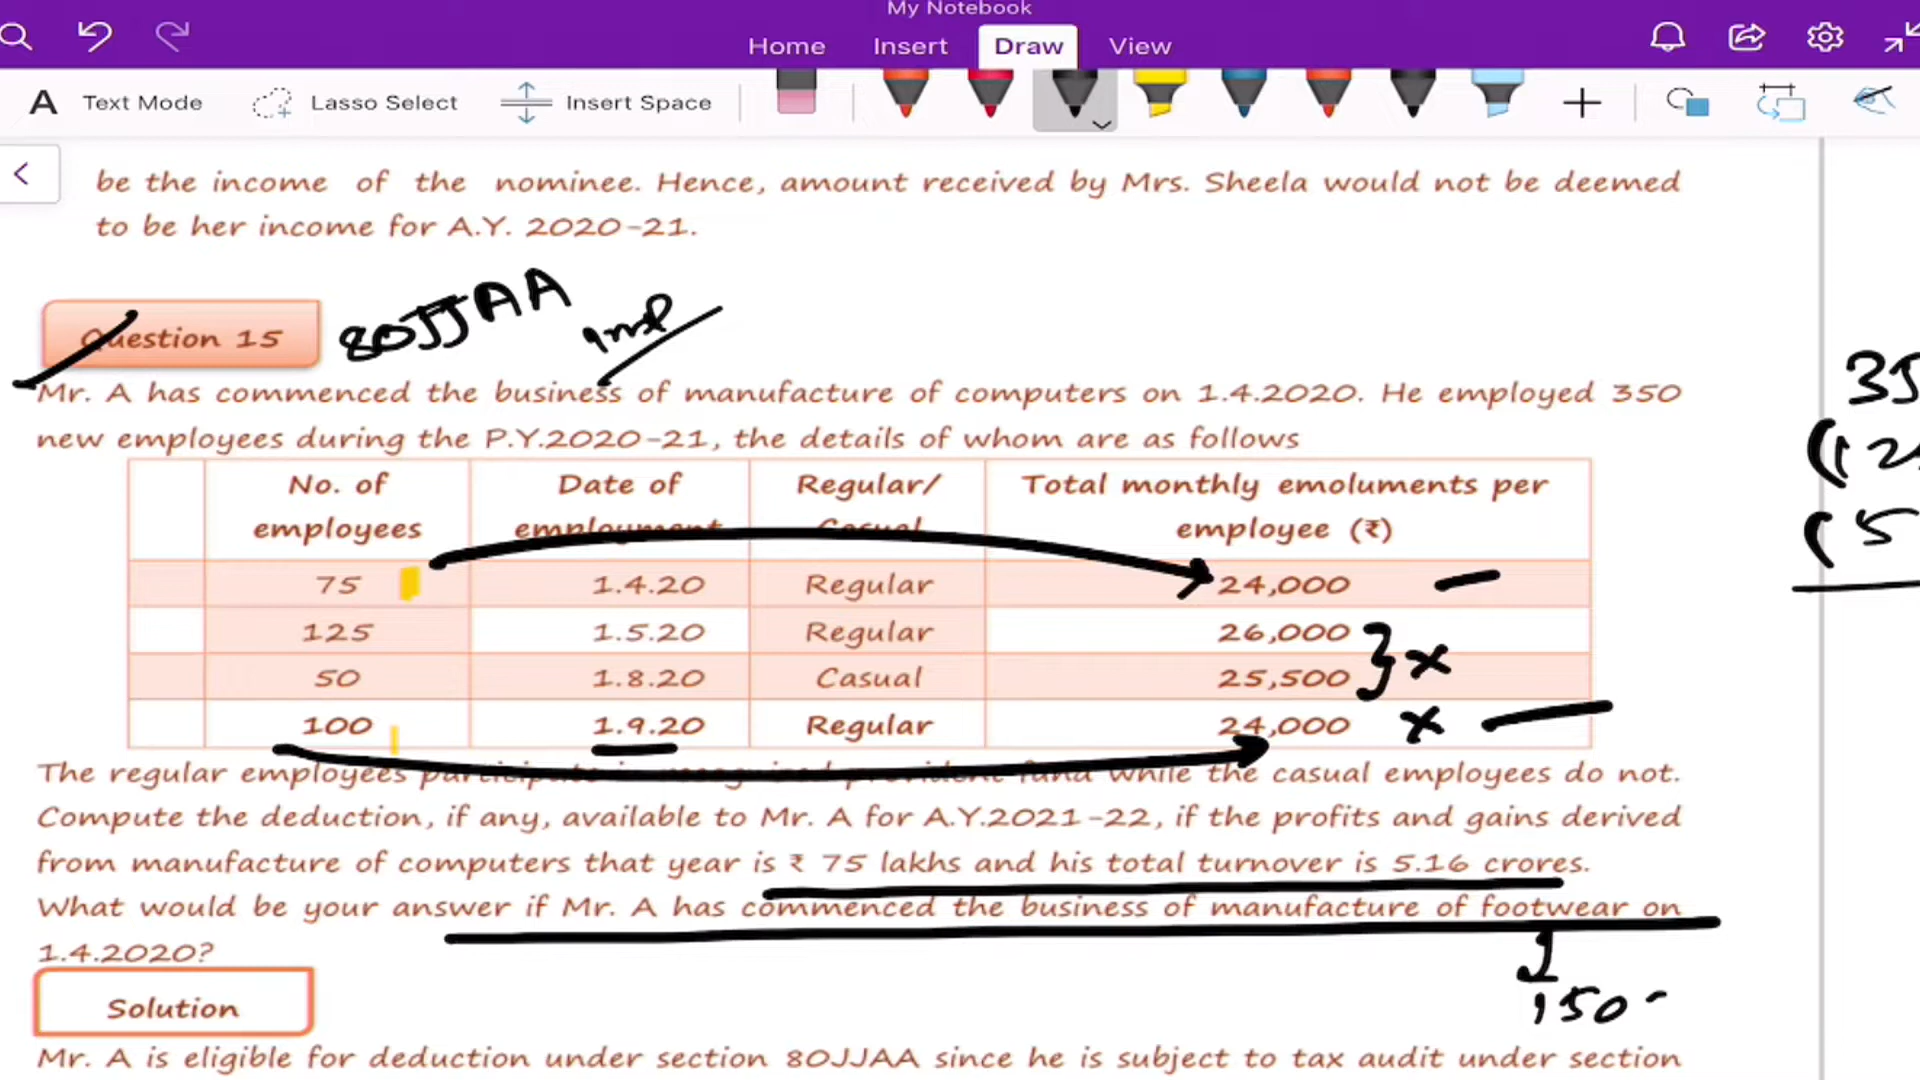 My Notebook
Home Insert Draw View
A Text Mode Lasso Select Insert Space
be the income of the nominee. Hence, amount received by Mrs. Sheela would not be deemed
to be her income for A.Y. 2020-21.
80JJAA
Question 15
Mr. A has commenced the business of manufacture of computers on 1.4.2020. He employed 350
new employees during the P.Y.2020-21, the details of whom are as follows
No. of employees Date of employment Regular/ Casual Total monthly emoluments per employee (₹)
75 1.4.20 Regular 24,000
125 1.5.20 Regular 26,000
50 1.8.20 Casual 25,500 } x
100 1.9.20 Regular 24,000 x
The regular employees participate in recognized provident fund while the casual employees do not.
Compute the deduction, if any, available to Mr. A for A.Y.2021-22, if the profits and gains derived
from manufacture of computers that year is ₹ 75 lakhs and his total turnover is 5.16 crores.
What would be your answer if Mr. A has commenced the business of manufacture of footwear on
1.4.2020?
150
Solution
Mr. A is eligible for deduction under section 80JJAA since he is subject to tax audit under section